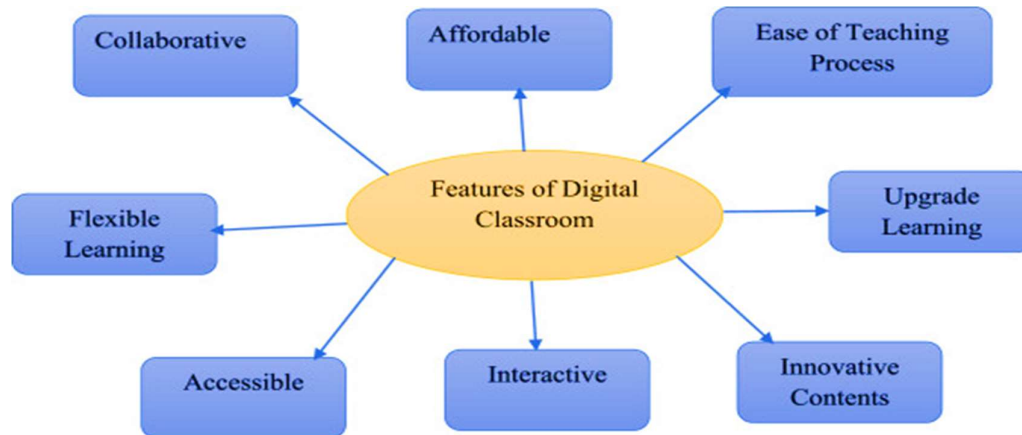 Collaborative
Affordable
Ease of Teaching
Process
Features of Digital
Classroom
Flexible
Learning
Upgrade
Learning
Accessible
Interactive
Innovative
Contents